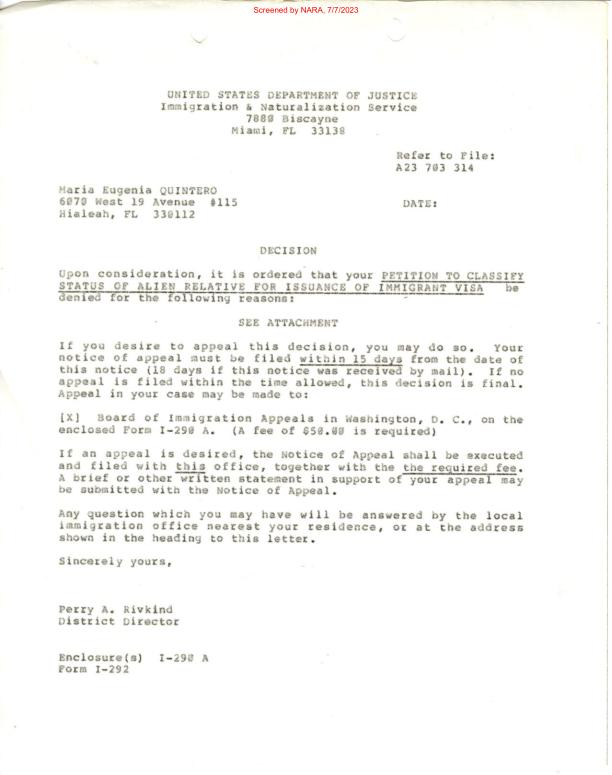 Screened by NARA, 7/7/2023
UNITED STATES DEPARTMENT OF JUSTICE
Immigration & Naturalization Service
7880 Biscayne
Miami, FL 33138
Refer to File:
A23 703 314
Maria Eugenia QUINTERO
6070 West 19 Avenue #115
Hialeah, FL 330112
DATE:
DECISION
Upon consideration, it is ordered that your PETITION TO CLASSIFY
STATUS OF ALIEN RELATIVE FOR ISSUANCE OF IMMIGRANT VISA be
denied for the following reasons:
SEE ATTACHMENT
If you desire to appeal this decision, you may do so. Your
notice of appeal must be filed within 15 days from the date of
this notice (18 days if this notice was received by mail). If no
appeal is filed within the time allowed, this decision is final.
Appeal in your case may be made to:
[X] Board of Immigration Appeals in Washington, D. C., on the
enclosed Form I-290 A. (A fee of $50.00 is required)
If an appeal is desired, the Notice of Appeal shall be executed
and filed with this office, together with the the required fee.
A brief or other written statement in support of your appeal may
be submitted with the Notice of Appeal.
Any question which you may have will be answered by the local
immigration office nearest your residence, or at the address
shown in the heading to this letter.
Sincerely yours,
Perry A. Rivkind
District Director
Enclosure(s) I-290 A
Form I-292